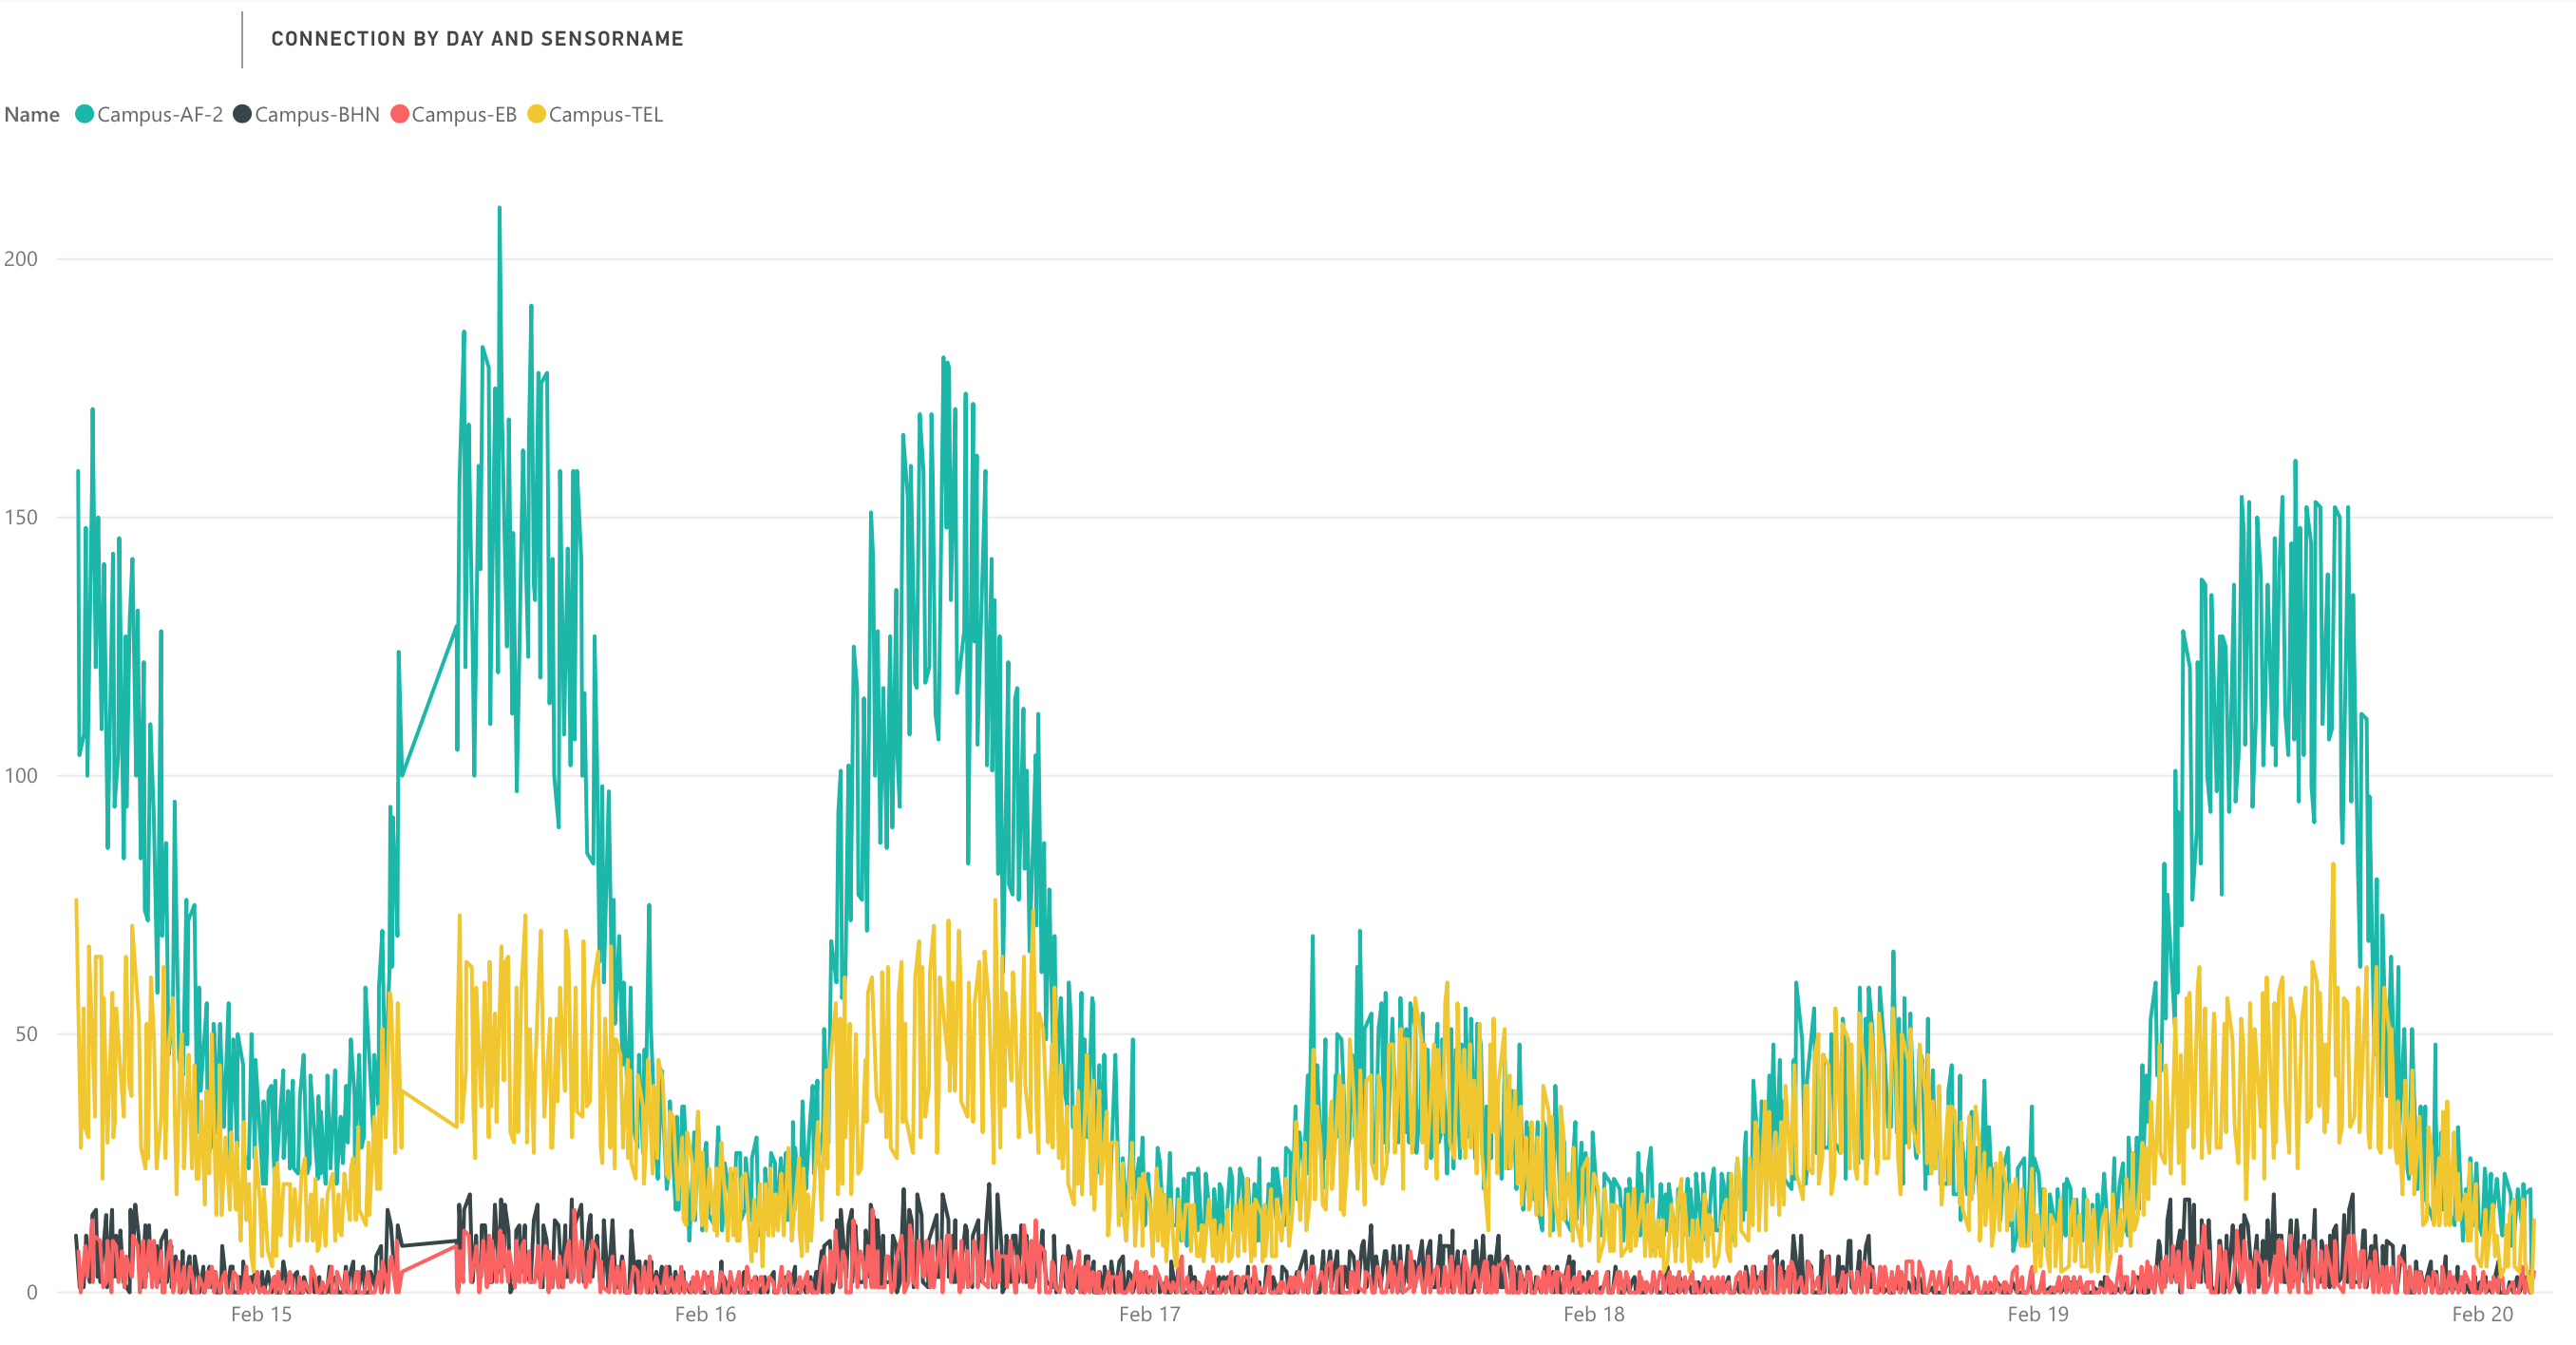 CONNECTION BY DAY AND SENSORNAME
Name Campus-AF-2 Campus-BHN Campus-EB Campus-TEL
200
150
100
50
0
Feb 15 Feb 16 Feb 17 Feb 18 Feb 19 Feb 20